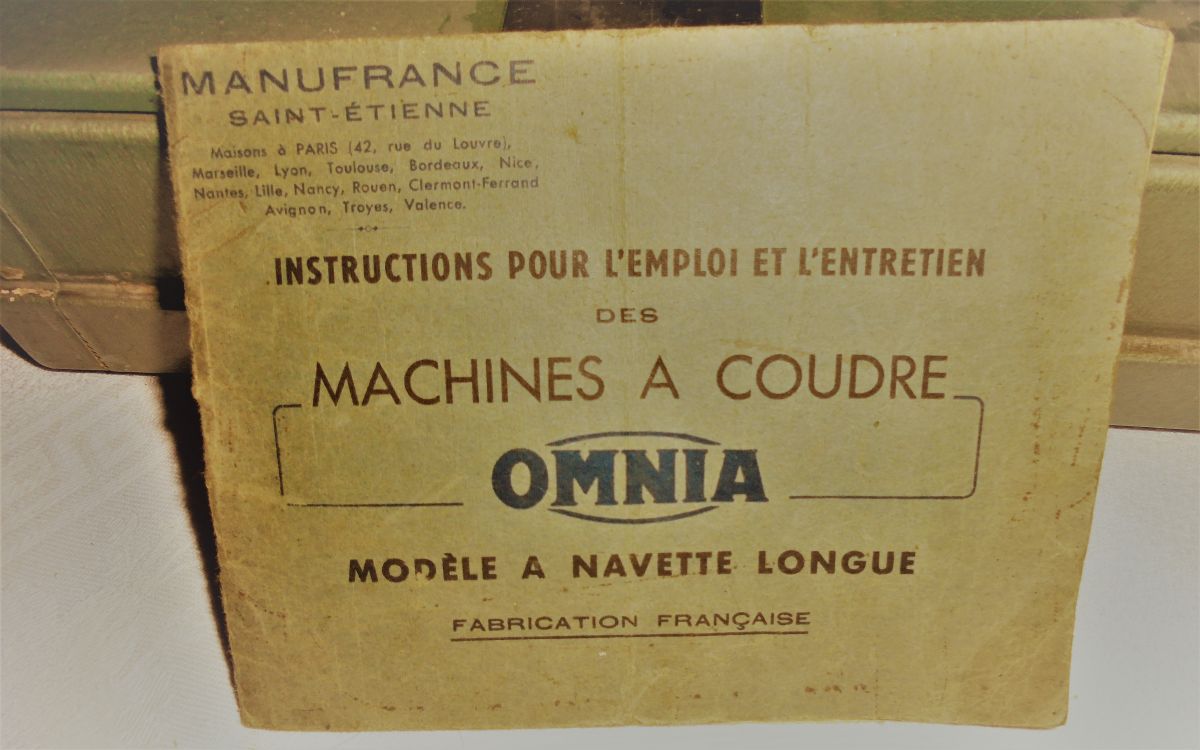 MANUFRANCE
SAINT-ÉTIENNE
Maisons à PARIS (42, rue du Louvre),
Marseille, Lyon, Toulouse, Bordeaux, Nice,
Nantes, Lille, Nancy, Rouen, Clermont-Ferrand
Avignon, Troyes, Valence.
INSTRUCTIONS POUR L'EMPLOI ET L'ENTRETIEN
DES
MACHINES A COUDRE
OMNIA
MODÈLE A NAVETTE LONGUE
FABRICATION FRANÇAISE